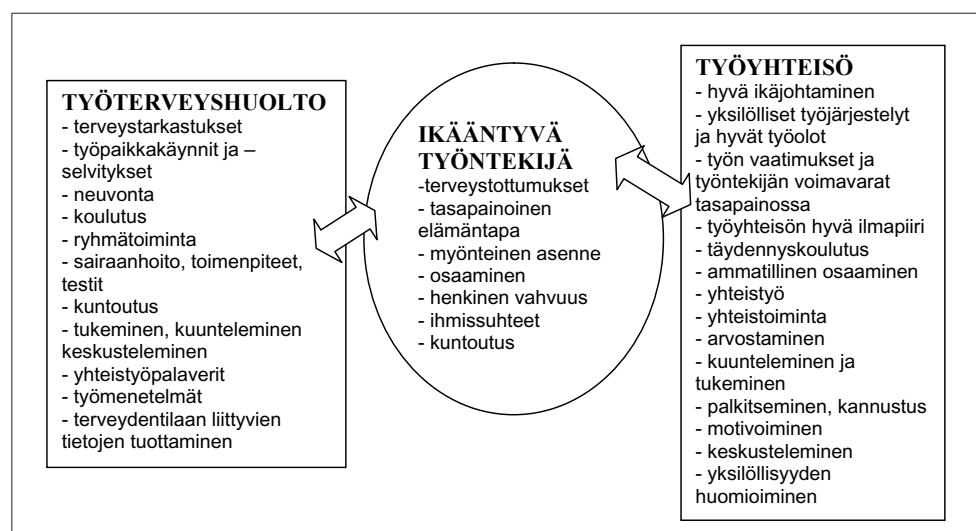 TYÖTERVEYSHUOLTO
- terveystarkastukset
- työpaikkakäynnit ja –
selvitykset
- neuvonta
- koulutus
- ryhmätoiminta
- sairaanhoito, toimenpiteet,
testit
- kuntoutus
- tukeminen, kuunteleminen
keskusteleminen
- yhteistyöpalaverit
- työmenetelmät
- terveydentilaan liittyvien
tietojen tuottaminen
IKÄÄNTYVÄ
TYÖNTEKIJÄ
-terveystottumukset
- tasapainoinen
elämäntapa
- myönteinen asenne
- osaaminen
- henkinen vahvuus
- ihmissuhteet
- kuntoutus
TYÖYHTEISÖ
- hyvä ikäjohtaminen
- yksilölliset työjärjestelyt
ja hyvät työolot
- työn vaatimukset ja
työntekijän voimavarat
tasapainossa
- työyhteisön hyvä ilmapiiri
- täydennyskoulutus
- ammatillinen osaaminen
- yhteistyö
- yhteistoiminta
- arvostaminen
- kuunteleminen ja
tukeminen
- palkitseminen, kannustus
- motivoiminen
- keskusteleminen
- yksilöllisyyden
huomioiminen